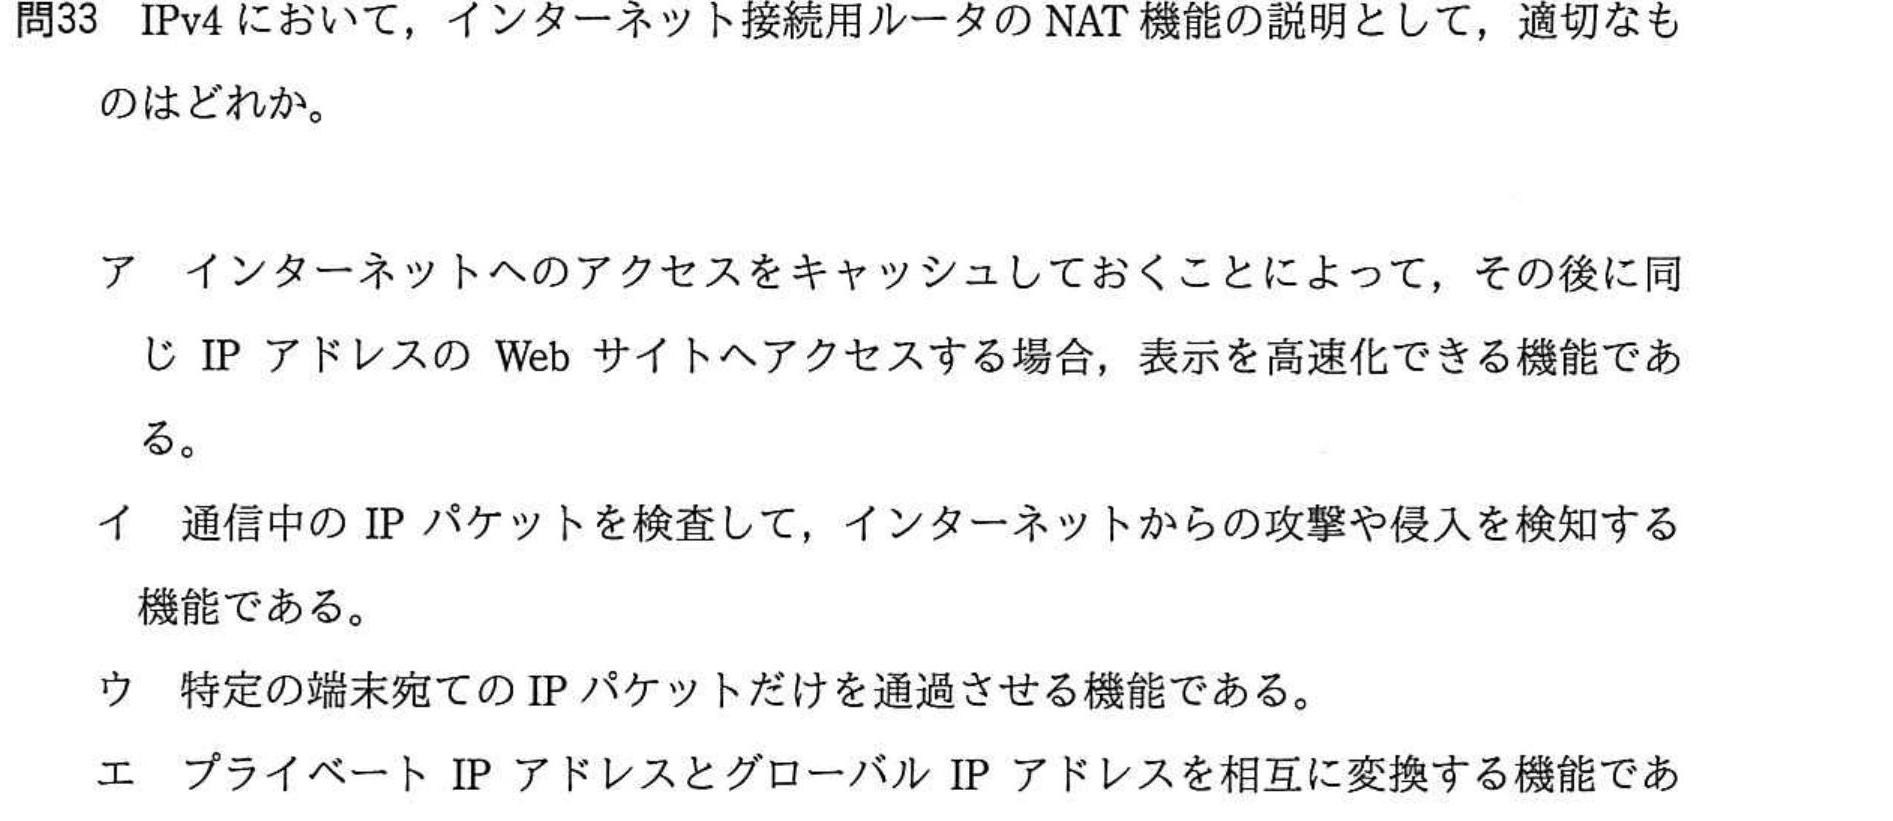 問33 IPv4 において，インターネット接続用ルータの NAT 機能の説明として，適切なも
のはどれか。
ア インターネットへのアクセスをキャッシュしておくことによって，その後に同
じ IP アドレスの Web サイトへアクセスする場合，表示を高速化できる機能であ
る。
イ 通信中の IP パケットを検査して，インターネットからの攻撃や侵入を検知する
機能である。
ウ 特定の端末宛ての IP パケットだけを通過させる機能である。
エ プライベート IP アドレスとグローバル IP アドレスを相互に変換する機能であ